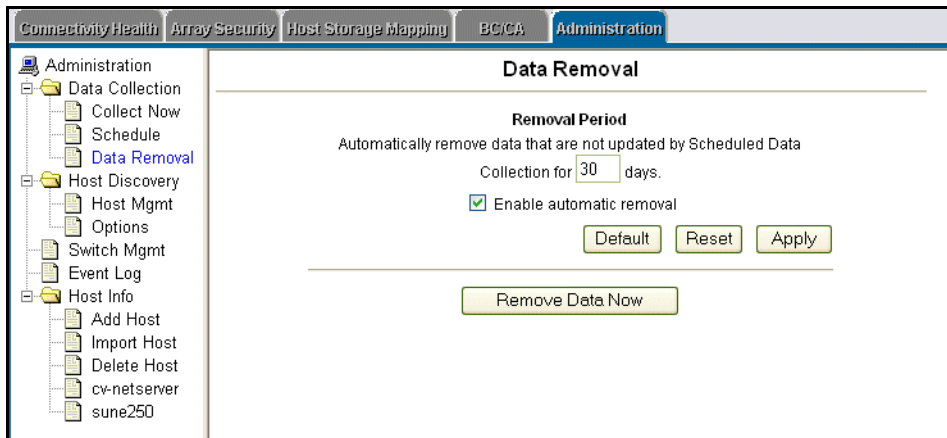 Connectivity Health Array Security Host Storage Mapping BC/CA Administration
Administration
Data Collection
Collect Now
Schedule
Data Removal
Host Discovery
Host Mgmt
Options
Switch Mgmt
Event Log
Host Info
Add Host
Import Host
Delete Host
cv-netserver
sune250
Data Removal
Removal Period
Automatically remove data that are not updated by Scheduled Data
Collection for 30 days.
Enable automatic removal
Default Reset Apply
Remove Data Now